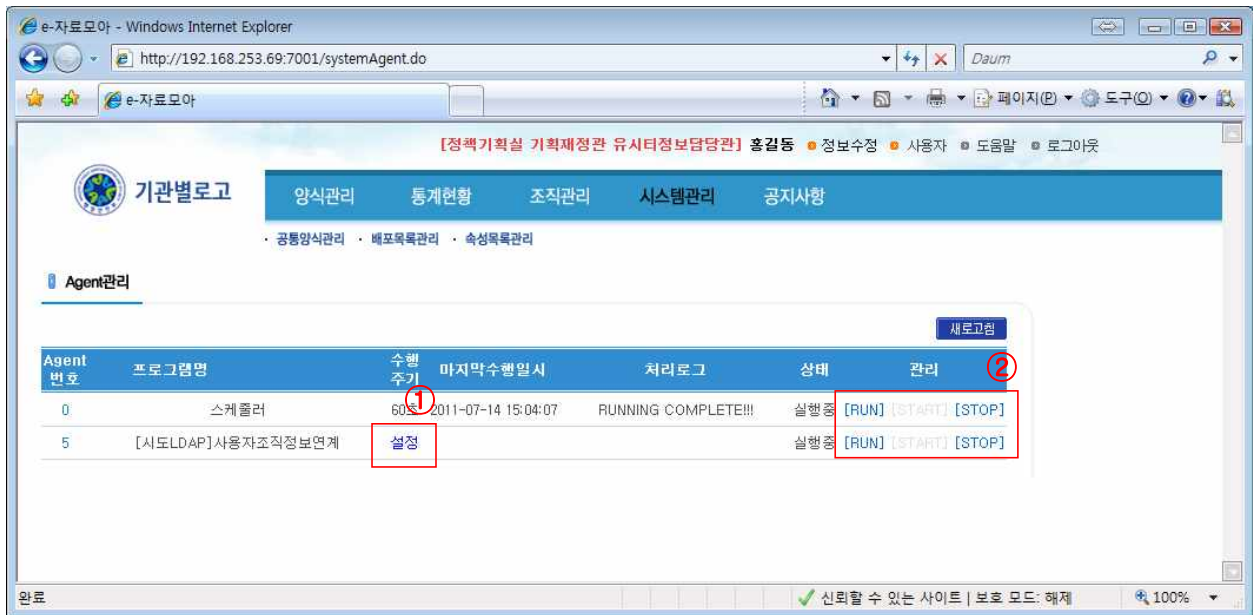 e-자료모아 - Windows Internet Explorer
http://192.168.253.69:7001/systemAgent.do
Daum
e-자료모아
페이지(P)
도구(O)
[정책기획실 기획재정관 유시티정보담당관] 홍길동 정보수정 사용자 도움말 로그아웃
기관별로고 양식관리 통계현황 조직관리 시스템관리 공지사항
· 공통양식관리 · 배포목록관리 · 속성목록관리
Agent관리
새로고침
Agent 번호 프로그램명 수행 주기 마지막수행일시 처리로그 상태 관리 ②
①
0 스케줄러 60초 2011-07-14 15:04:07 RUNNING COMPLETE!!! 실행중 [RUN] [START] [STOP]
5 [시도LDAP]사용자조직정보연계 설정 실행중 [RUN] [START] [STOP]
완료 신뢰할 수 있는 사이트 | 보호 모드: 해제 100%